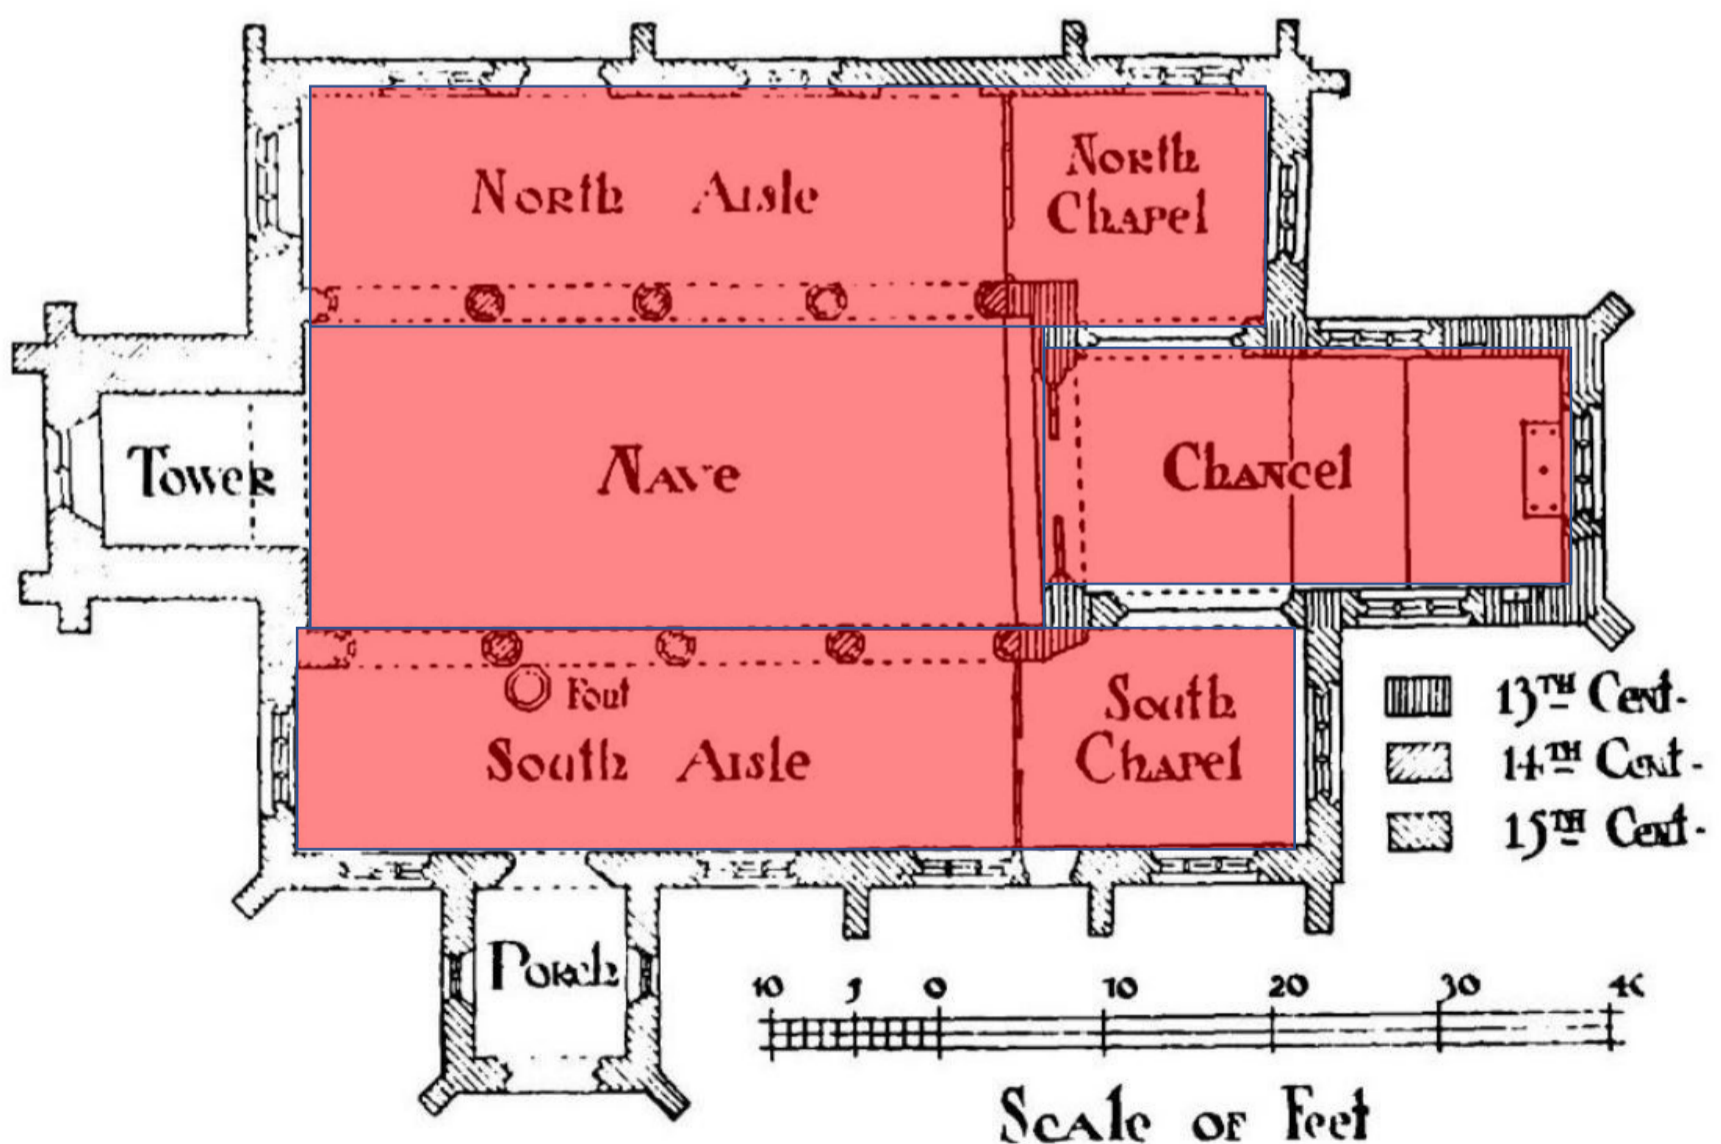 North Aisle
North
Chapel
Tower
Nave
Chancel
Font
South Aisle
South
Chapel
13TH Cent.
14TH Cent.
15TH Cent.
Porch
10 5 0 10 20 30 40
Scale of Feet